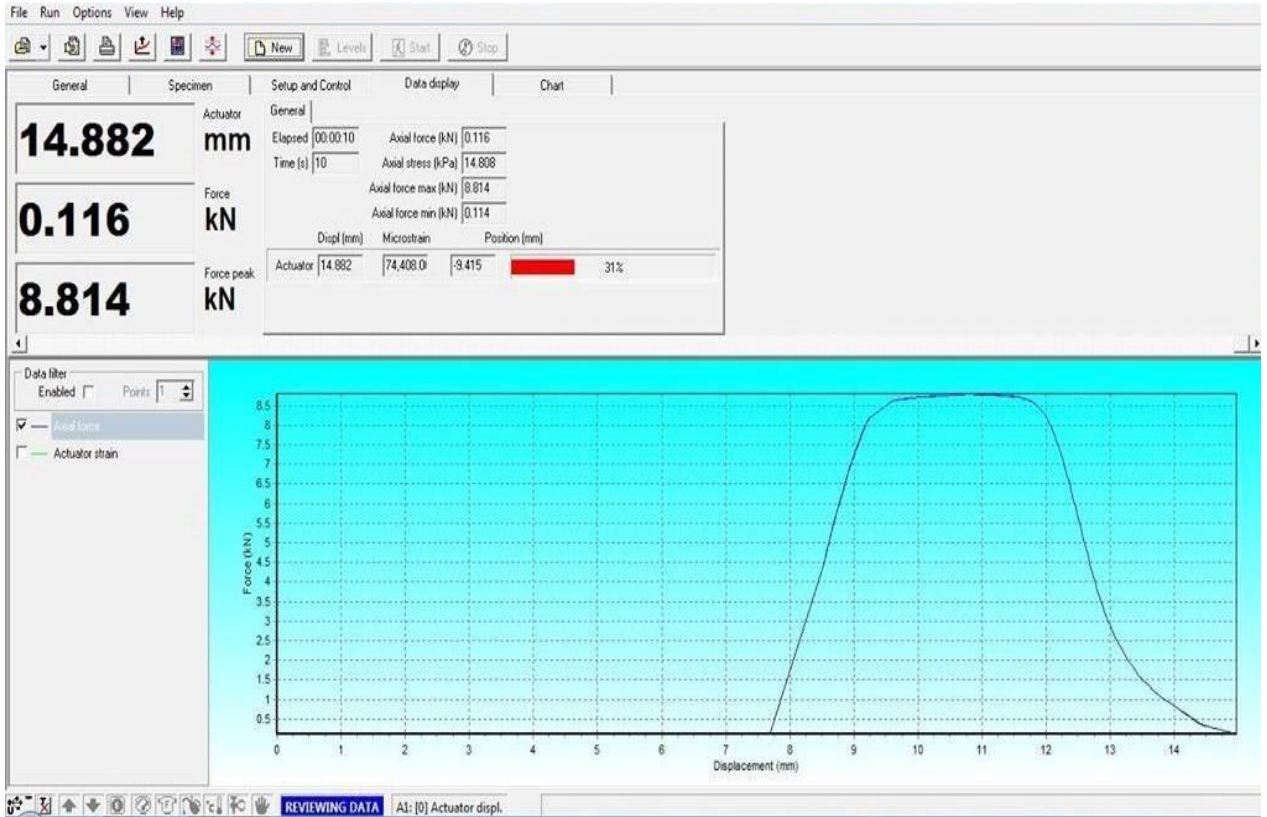 File Run Options View Help
New Levels Start Stop
General Specimen Setup and Control Data display Chart
14.882 Actuator mm
0.116 Force kN
8.814 Force peak kN
General
Elapsed 00:00:10 Axial force (kN) 0.116
Time (s) 10 Axial stress (kPa) 14.808
Axial force max (kN) 8.814
Axial force min (kN) 0.114
Displ (mm) Microstrain Position (mm)
Actuator 14.882 74,408.0 -9.415 31%
Data filter
Enabled Points 1
Axial force
Actuator strain
Force (kN)
8.5
8
7.5
7
6.5
6
5.5
5
4.5
4
3.5
3
2.5
2
1.5
1
0.5
0 1 2 3 4 5 6 7 8 9 10 11 12 13 14
Displacement (mm)
REVIEWING DATA A1: [0] Actuator displ.